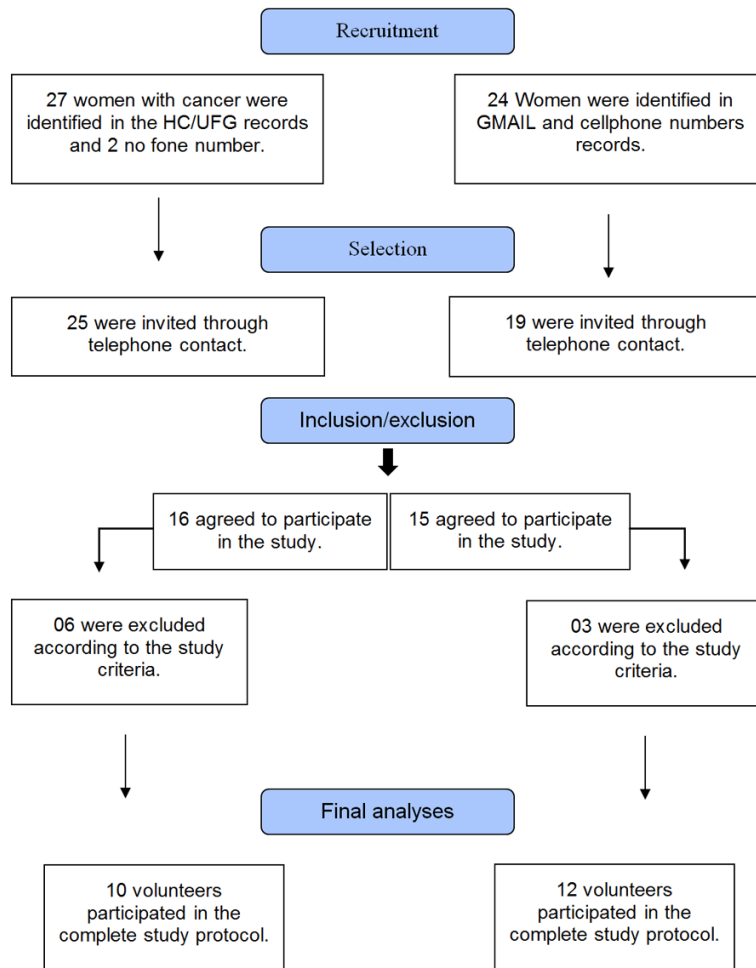 Recruitment
27 women with cancer were
identified in the HC/UFG records
and 2 no fone number.
24 Women were identified in
GMAIL and cellphone numbers
records.
Selection
25 were invited through
telephone contact.
19 were invited through
telephone contact.
Inclusion/exclusion
16 agreed to participate
in the study.
15 agreed to participate
in the study.
06 were excluded
according to the study
criteria.
03 were excluded
according to the study
criteria.
Final analyses
10 volunteers
participated in the
complete study protocol.
12 volunteers
participated in the
complete study protocol.